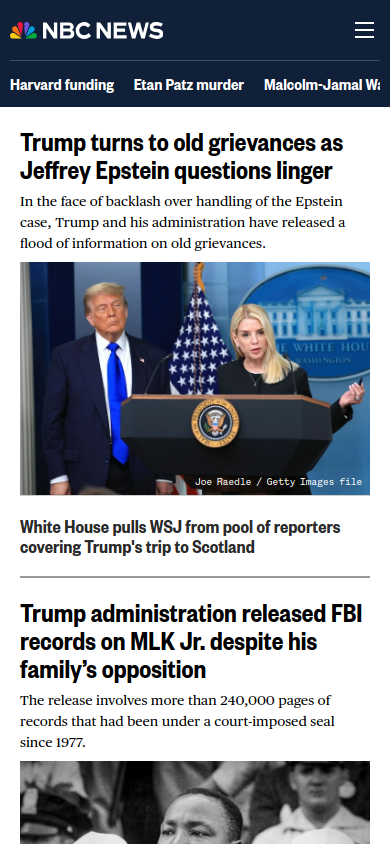 NBC NEWS
Harvard funding Etan Patz murder Malcolm-Jamal Wa
Trump turns to old grievances as
Jeffrey Epstein questions linger
In the face of backlash over handling of the Epstein
case, Trump and his administration have released a
flood of information on old grievances.
THE WHITE HOU
WASHINGTON
Joe Raedle / Getty Images file
White House pulls WSJ from pool of reporters
covering Trump's trip to Scotland
Trump administration released FBI
records on MLK Jr. despite his
family’s opposition
The release involves more than 240,000 pages of
records that had been under a court-imposed seal
since 1977.